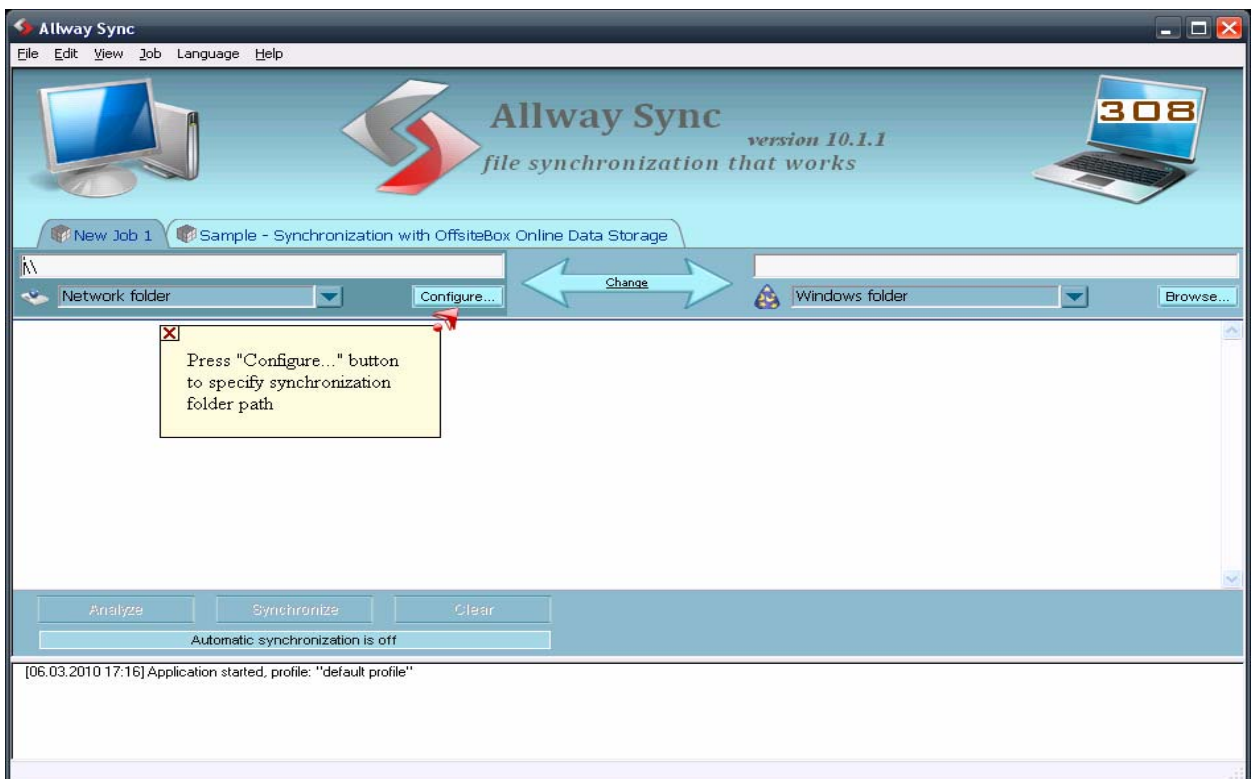 Allway Sync
File Edit View Job Language Help
308
Allway Sync
version 10.1.1
file synchronization that works
New Job 1 Sample - Synchronization with OffsiteBox Online Data Storage
Change
Network folder Configure... Windows folder Browse...
Press "Configure..." button
to specify synchronization
folder path
Analyze Synchronize Clear
Automatic synchronization is off
[06.03.2010 17:16] Application started, profile: "default profile"